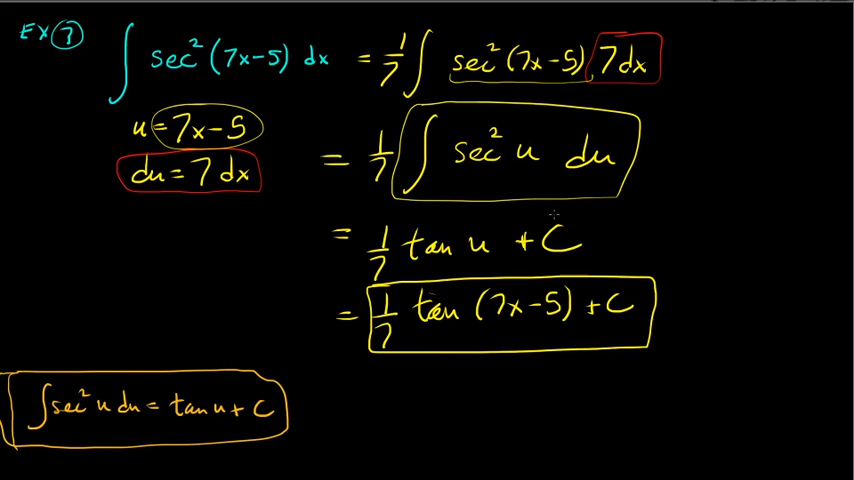 EX ⑦ ∫ sec² (7x-5) dx = 1/7 ∫ sec² (7x-5) 7dx
u = 7x-5
du = 7 dx
= 1/7 ∫ sec² u du
= 1/7 tan u + C
= 1/7 tan (7x-5) + C
∫ sec² u du = tan u + C